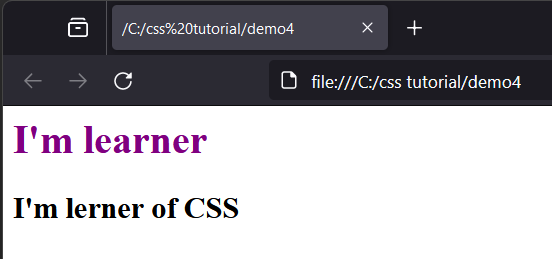 /C:/css%20tutorial/demo4
file:///C:/css tutorial/demo4
I'm learner
I'm lerner of CSS